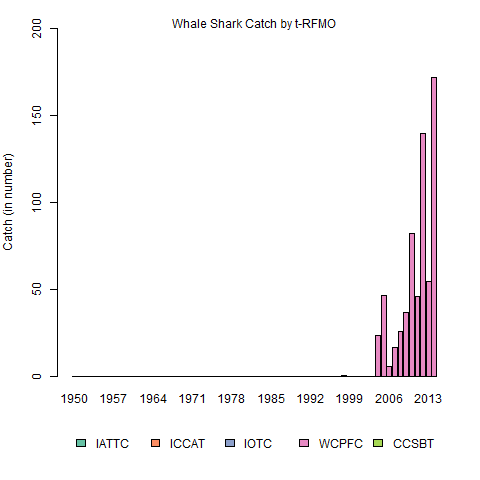 Whale Shark Catch by t-RFMO
Catch (in number)
200
150
100
50
0
1950 1957 1964 1971 1978 1985 1992 1999 2006 2013
IATTC ICCAT IOTC WCPFC CCSBT